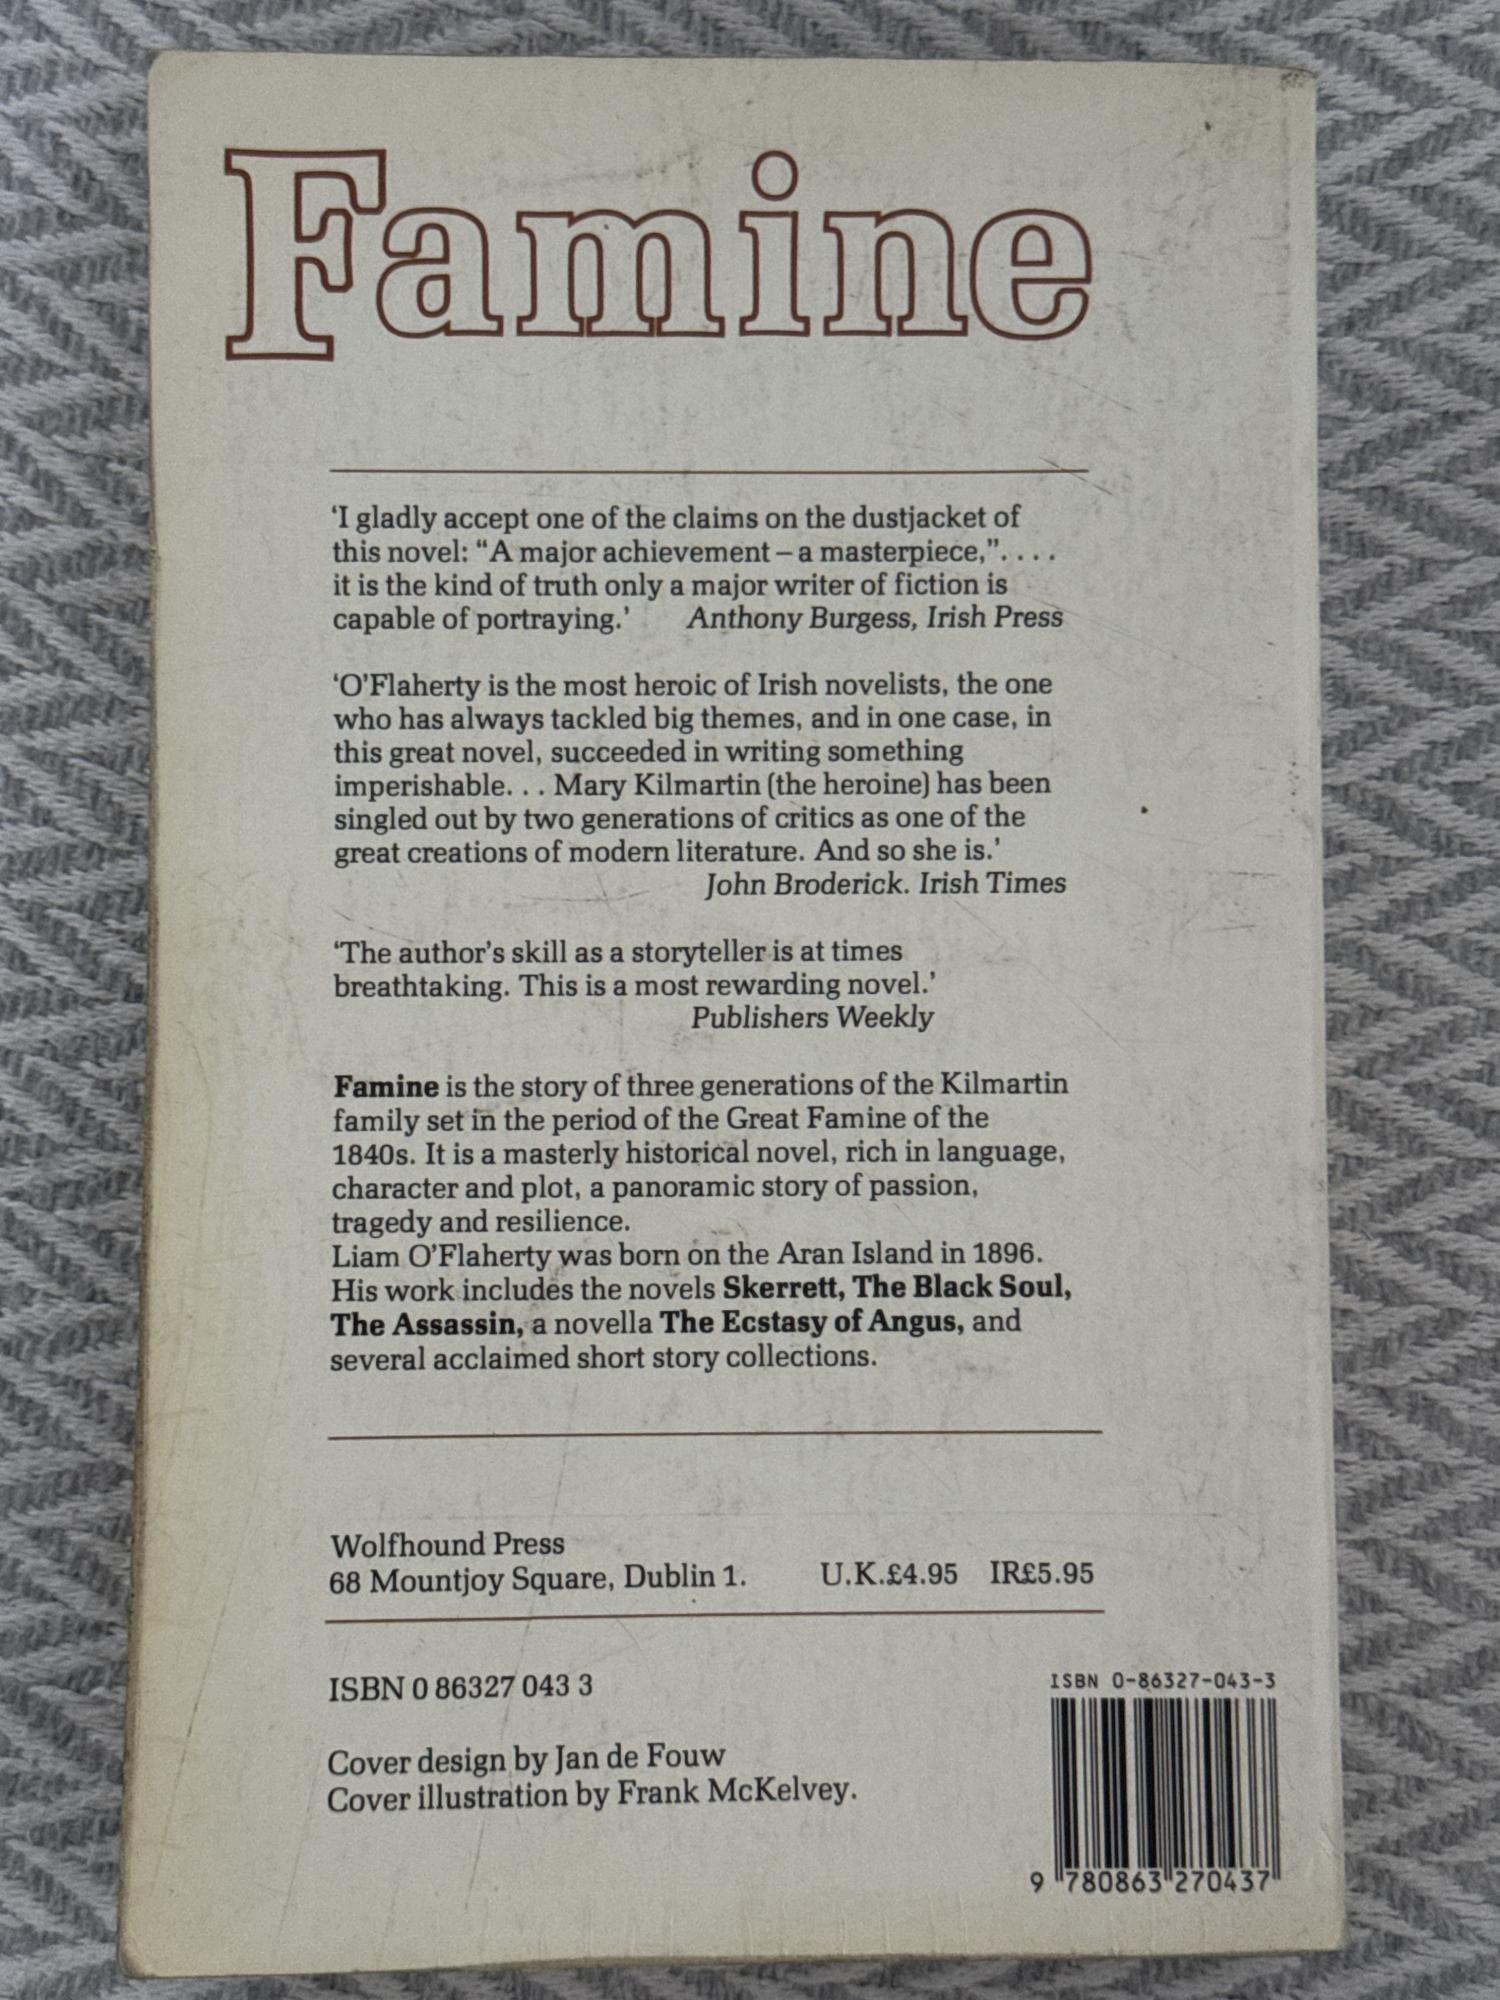 Famine
‘I gladly accept one of the claims on the dustjacket of
this novel: “A major achievement – a masterpiece,”. . . .
it is the kind of truth only a major writer of fiction is
capable of portraying.’ Anthony Burgess, Irish Press
‘O’Flaherty is the most heroic of Irish novelists, the one
who has always tackled big themes, and in one case, in
this great novel, succeeded in writing something
imperishable. . . Mary Kilmartin (the heroine) has been
singled out by two generations of critics as one of the
great creations of modern literature. And so she is.’
John Broderick. Irish Times
‘The author’s skill as a storyteller is at times
breathtaking. This is a most rewarding novel.’
Publishers Weekly
Famine is the story of three generations of the Kilmartin
family set in the period of the Great Famine of the
1840s. It is a masterly historical novel, rich in language,
character and plot, a panoramic story of passion,
tragedy and resilience.
Liam O’Flaherty was born on the Aran Island in 1896.
His work includes the novels Skerrett, The Black Soul,
The Assassin, a novella The Ecstasy of Angus, and
several acclaimed short story collections.
Wolfhound Press
68 Mountjoy Square, Dublin 1. U.K.£4.95 IR£5.95
ISBN 0 86327 043 3
Cover design by Jan de Fouw
Cover illustration by Frank McKelvey.
ISBN 0-86327-043-3
9 780863 270437